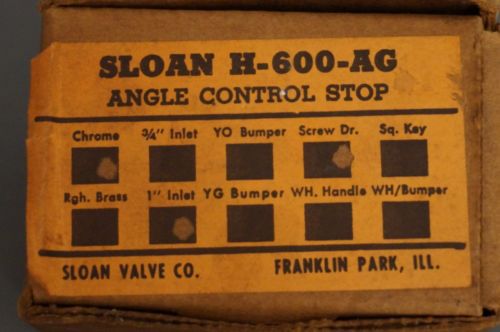 SLOAN H-600-AG
ANGLE CONTROL STOP
Chrome 3/4" Inlet YO Bumper Screw Dr. Sq. Key
Rgh. Brass 1" Inlet YG Bumper WH. Handle WH/Bumper
SLOAN VALVE CO. FRANKLIN PARK, ILL.